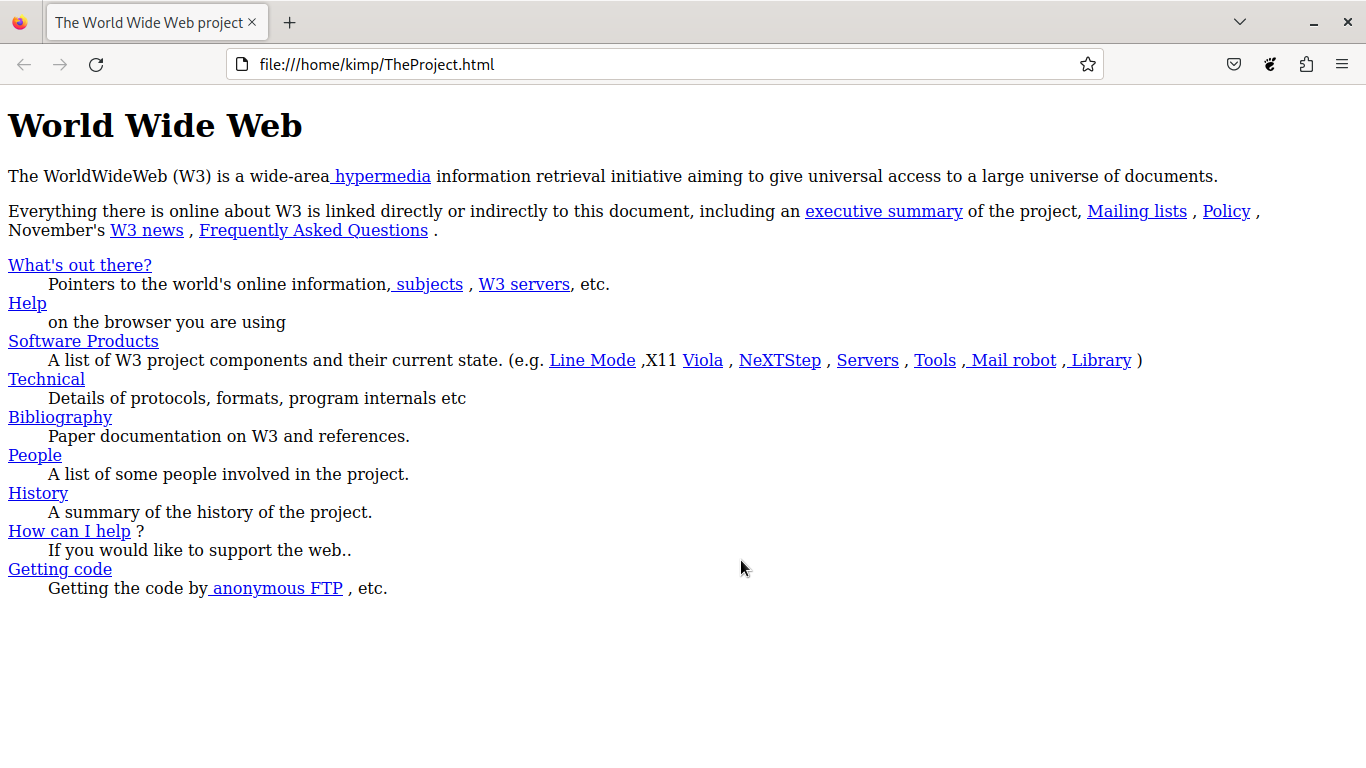 The World Wide Web project
file:///home/kimp/TheProject.html
World Wide Web
The WorldWideWeb (W3) is a wide-area hypermedia information retrieval initiative aiming to give universal access to a large universe of documents.
Everything there is online about W3 is linked directly or indirectly to this document, including an executive summary of the project, Mailing lists , Policy ,
November's W3 news , Frequently Asked Questions .
What's out there?
Pointers to the world's online information, subjects , W3 servers, etc.
Help
on the browser you are using
Software Products
A list of W3 project components and their current state. (e.g. Line Mode ,X11 Viola , NeXTStep , Servers , Tools , Mail robot , Library )
Technical
Details of protocols, formats, program internals etc
Bibliography
Paper documentation on W3 and references.
People
A list of some people involved in the project.
History
A summary of the history of the project.
How can I help ?
If you would like to support the web..
Getting code
Getting the code by anonymous FTP , etc.